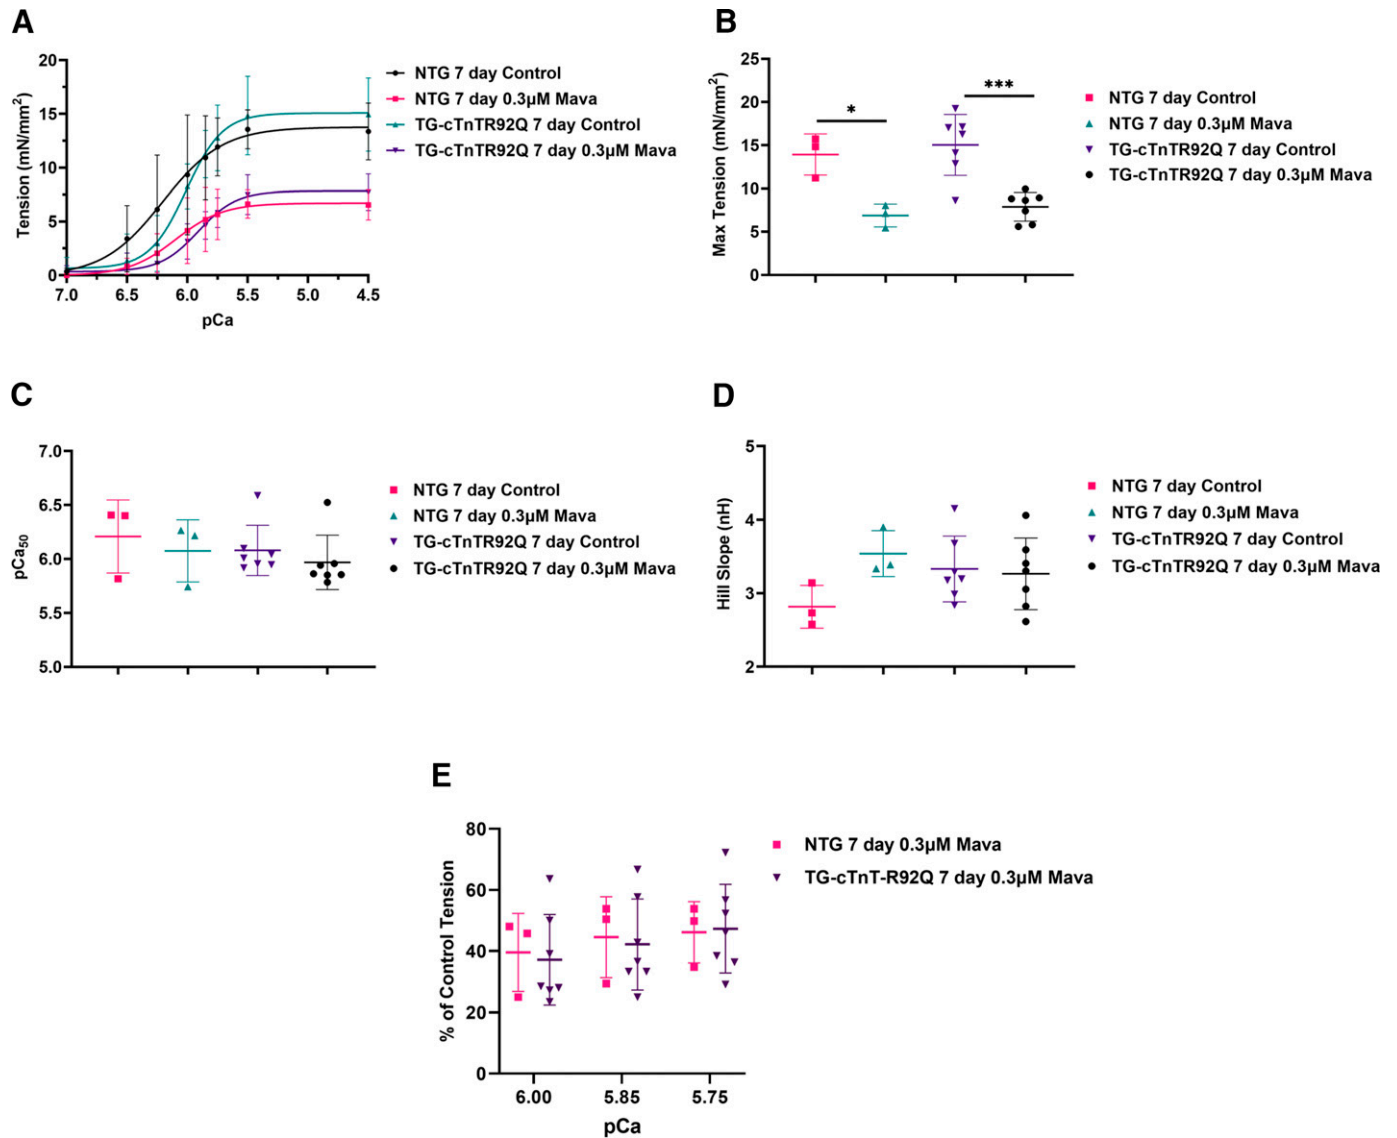 A
20
15
10
5
0
Tension (mN/mm²)
7.0 6.5 6.0 5.5 5.0 4.5
pCa
NTG 7 day Control
NTG 7 day 0.3µM Mava
TG-cTnTR92Q 7 day Control
TG-cTnTR92Q 7 day 0.3µM Mava
B
25
20
15
10
5
0
Max Tension (mN/mm²)
*
***
NTG 7 day Control
NTG 7 day 0.3µM Mava
TG-cTnTR92Q 7 day Control
TG-cTnTR92Q 7 day 0.3µM Mava
C
7.0
6.5
6.0
5.5
5.0
pCa₅₀
NTG 7 day Control
NTG 7 day 0.3µM Mava
TG-cTnTR92Q 7 day Control
TG-cTnTR92Q 7 day 0.3µM Mava
D
5
4
3
2
Hill Slope (nH)
NTG 7 day Control
NTG 7 day 0.3µM Mava
TG-cTnTR92Q 7 day Control
TG-cTnTR92Q 7 day 0.3µM Mava
E
80
60
40
20
0
% of Control Tension
6.00 5.85 5.75
pCa
NTG 7 day 0.3µM Mava
TG-cTnT-R92Q 7 day 0.3µM Mava